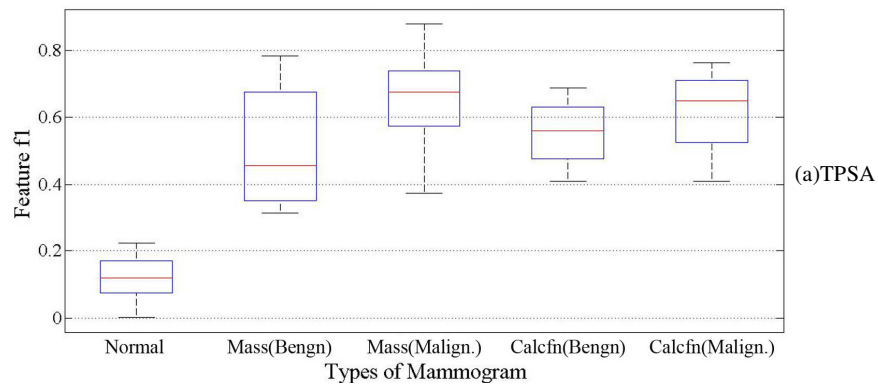 0.8
0.6
0.4
0.2
0
Feature f1
Normal Mass(Bengn) Mass(Malign.) Calcfn(Bengn) Calcfn(Malign.)
Types of Mammogram
(a)TPSA